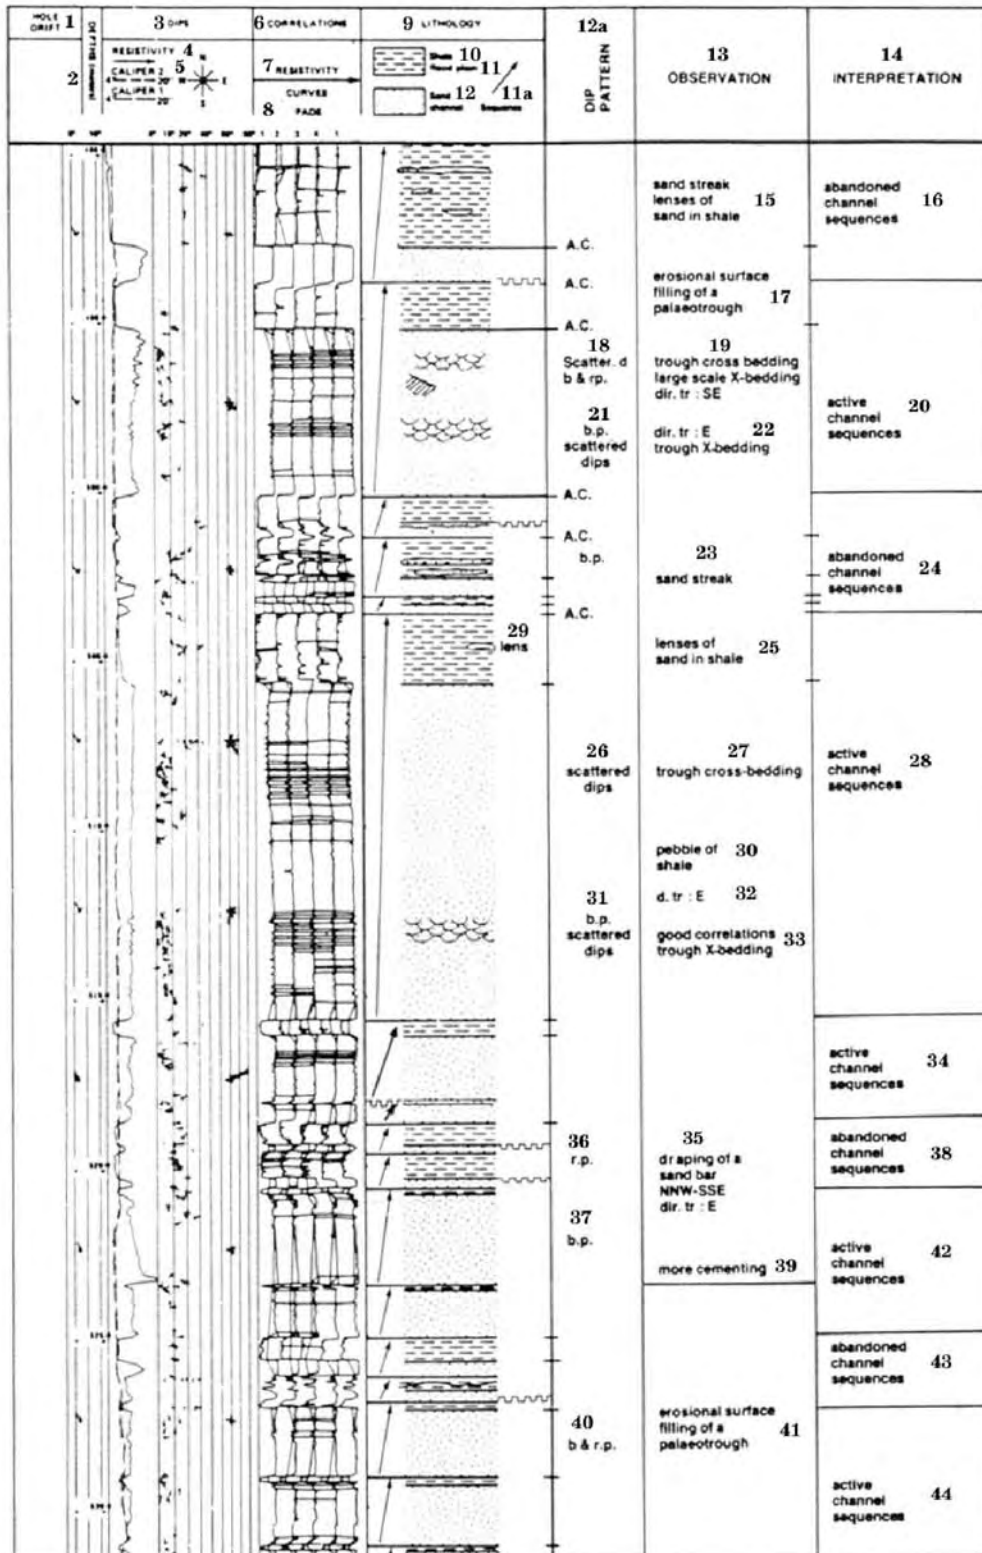 HOLE 1
DRIFT
2
DEPTHS (meters)
3 DIPS
RESISTIVITY 4
N
CALIPER 2 5 W E
4" 20"
CALIPER 1
4" 20"
S
6 CORRELATIONS
7 RESISTIVITY
CURVES
8 PADE
9 LITHOLOGY
10
11
Sand 12
channel
11a
Sequence
12a
DIP
PATTERN
13
OBSERVATION
14
INTERPRETATION
sand streak
lenses of 15
sand in shale
abandoned
channel 16
sequences
A.C.
A.C.
erosional surface
filling of a 17
palaeotrough
A.C.
18
Scatter. d
b & rp.
19
trough cross bedding
large scale X-bedding
dir. tr : SE
active 20
channel
sequences
21
b.p.
scattered
dips
dir. tr : E 22
trough X-bedding
A.C.
A.C.
b.p.
23
sand streak
abandoned
channel 24
sequences
A.C.
29
lens
lenses of 25
sand in shale
26
scattered
dips
27
trough cross-bedding
active
channel 28
sequences
pebble of 30
shale
31
b.p.
scattered
dips
d. tr : E 32
good correlations 33
trough X-bedding
active 34
channel
sequences
36
r.p.
35
draping of a
sand bar
NNW-SSE
dir. tr : E
abandoned
channel 38
sequences
37
b.p.
more cementing 39
active 42
channel
sequences
abandoned
channel 43
sequences
40
b & r.p.
erosional surface
filling of a 41
palaeotrough
active 44
channel
sequences